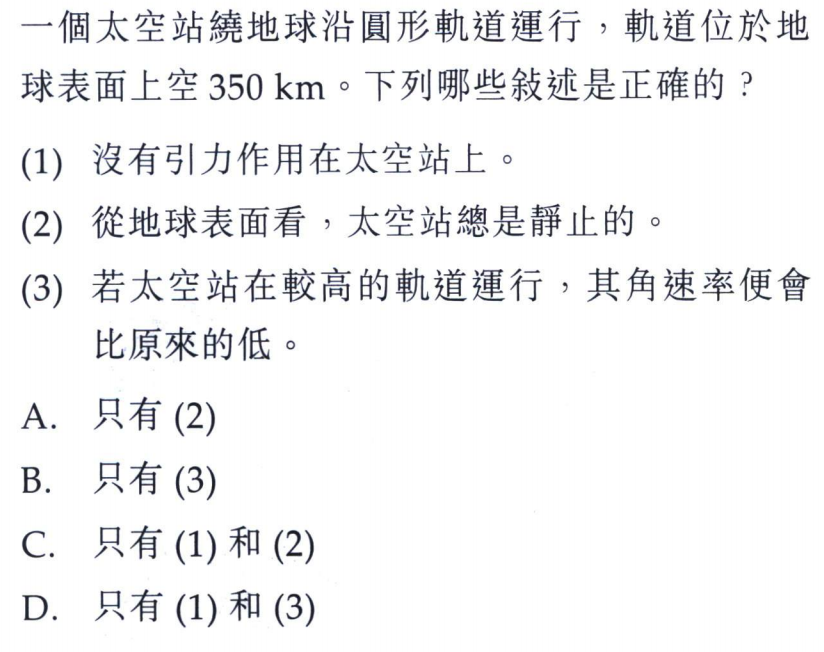 一個太空站繞地球沿圓形軌道運行，軌道位於地
球表面上空 350 km。下列哪些敍述是正確的？
(1) 沒有引力作用在太空站上。
(2) 從地球表面看，太空站總是靜止的。
(3) 若太空站在較高的軌道運行，其角速率便會
比原來的低。
A. 只有 (2)
B. 只有 (3)
C. 只有 (1) 和 (2)
D. 只有 (1) 和 (3)